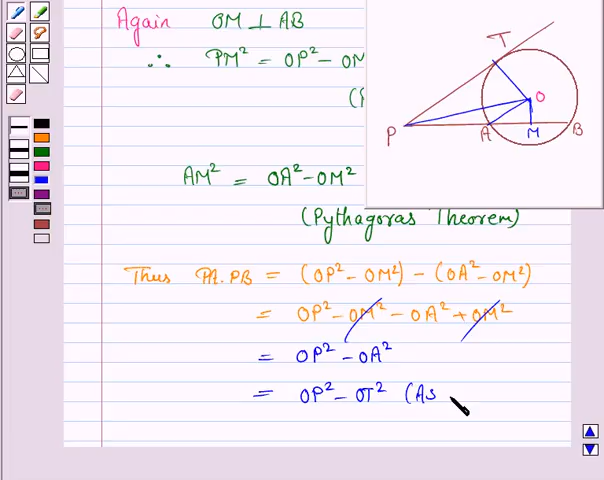 Again OM ⊥ AB
∴ PM² = OP² - OM
(P
AM² = OA² - OM²
(Pythagoras Theorem)
Thus PA.PB = (OP² - OM²) - (OA² - OM²)
= OP² - OM² - OA² + OM²
= OP² - OA²
= OP² - OT² (As
T
O
P A M B